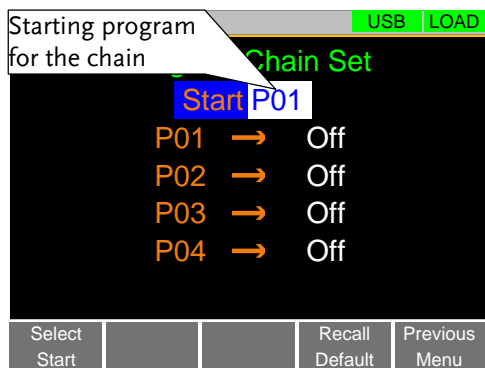 Starting program
for the chain
USB LOAD
Chain Set
Start P01
P01 → Off
P02 → Off
P03 → Off
P04 → Off
Select Start
Recall Default
Previous Menu